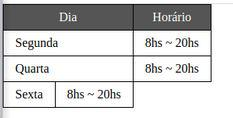 Dia Horário
Segunda 8hs ~ 20hs
Quarta 8hs ~ 20hs
Sexta 8hs ~ 20hs